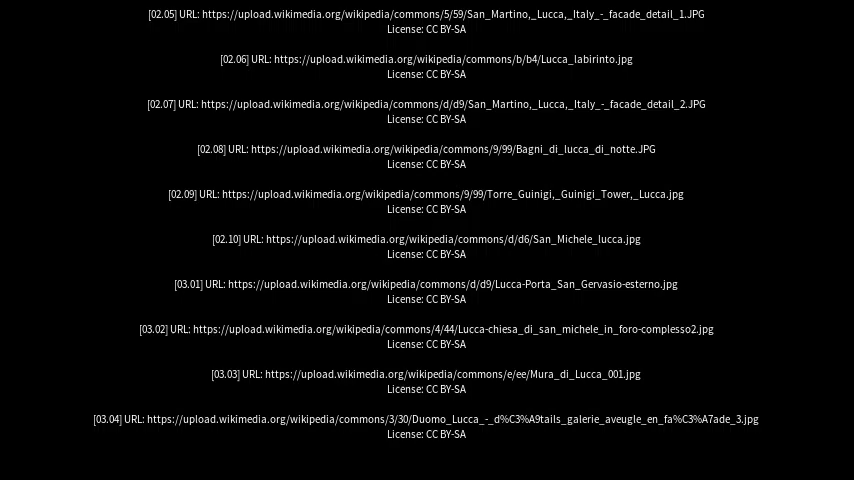 [02.05] URL: https://upload.wikimedia.org/wikipedia/commons/5/59/San_Martino,_Lucca,_Italy_-_facade_detail_1.JPG
License: CC BY-SA
[02.06] URL: https://upload.wikimedia.org/wikipedia/commons/b/b4/Lucca_labirinto.jpg
License: CC BY-SA
[02.07] URL: https://upload.wikimedia.org/wikipedia/commons/d/d9/San_Martino,_Lucca,_Italy_-_facade_detail_2.JPG
License: CC BY-SA
[02.08] URL: https://upload.wikimedia.org/wikipedia/commons/9/99/Bagni_di_lucca_di_notte.JPG
License: CC BY-SA
[02.09] URL: https://upload.wikimedia.org/wikipedia/commons/9/99/Torre_Guinigi,_Guinigi_Tower,_Lucca.jpg
License: CC BY-SA
[02.10] URL: https://upload.wikimedia.org/wikipedia/commons/d/d6/San_Michele_lucca.jpg
License: CC BY-SA
[03.01] URL: https://upload.wikimedia.org/wikipedia/commons/d/d9/Lucca-Porta_San_Gervasio-esterno.jpg
License: CC BY-SA
[03.02] URL: https://upload.wikimedia.org/wikipedia/commons/4/44/Lucca-chiesa_di_san_michele_in_foro-complesso2.jpg
License: CC BY-SA
[03.03] URL: https://upload.wikimedia.org/wikipedia/commons/e/ee/Mura_di_Lucca_001.jpg
License: CC BY-SA
[03.04] URL: https://upload.wikimedia.org/wikipedia/commons/3/30/Duomo_Lucca_-_d%C3%A9tails_galerie_aveugle_en_fa%C3%A7ade_3.jpg
License: CC BY-SA